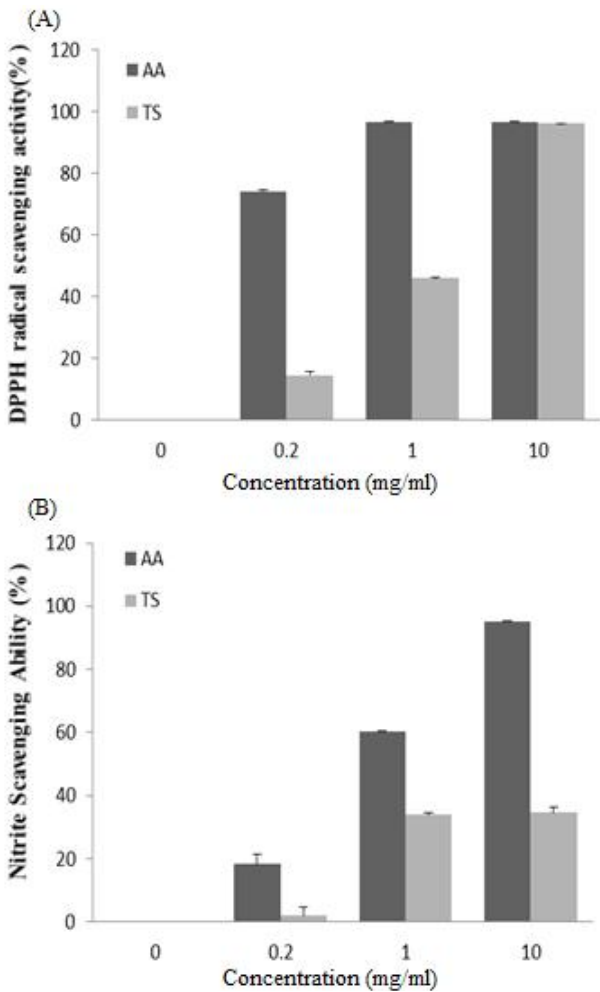 (A)
DPPH radical scavenging activity(%)
120
100
80
60
40
20
0
AA
TS
0 0.2 1 10
Concentration (mg/ml)
(B)
Nitrite Scavenging Ability (%)
120
100
80
60
40
20
0
AA
TS
0 0.2 1 10
Concentration (mg/ml)